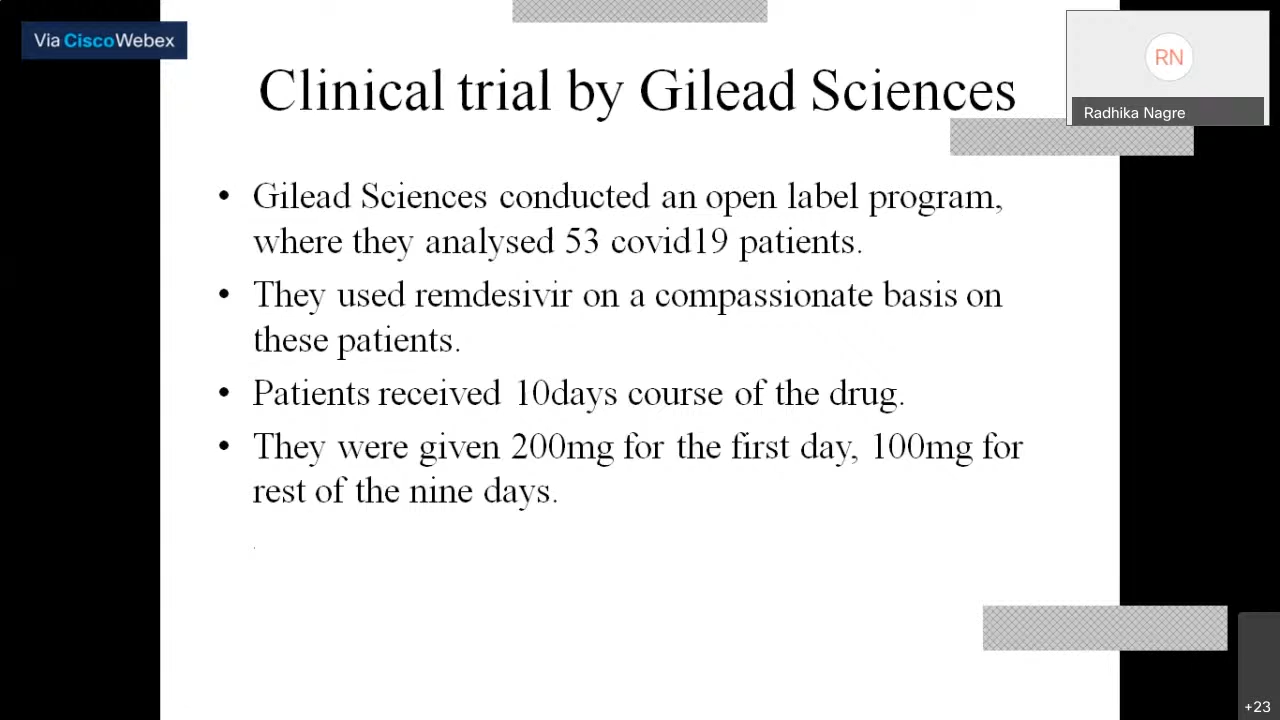 Via CiscoWebex
RN
Radhika Nagre
Clinical trial by Gilead Sciences
• Gilead Sciences conducted an open label program,
where they analysed 53 covid19 patients.
• They used remdesivir on a compassionate basis on
these patients.
• Patients received 10days course of the drug.
• They were given 200mg for the first day, 100mg for
rest of the nine days.
+23